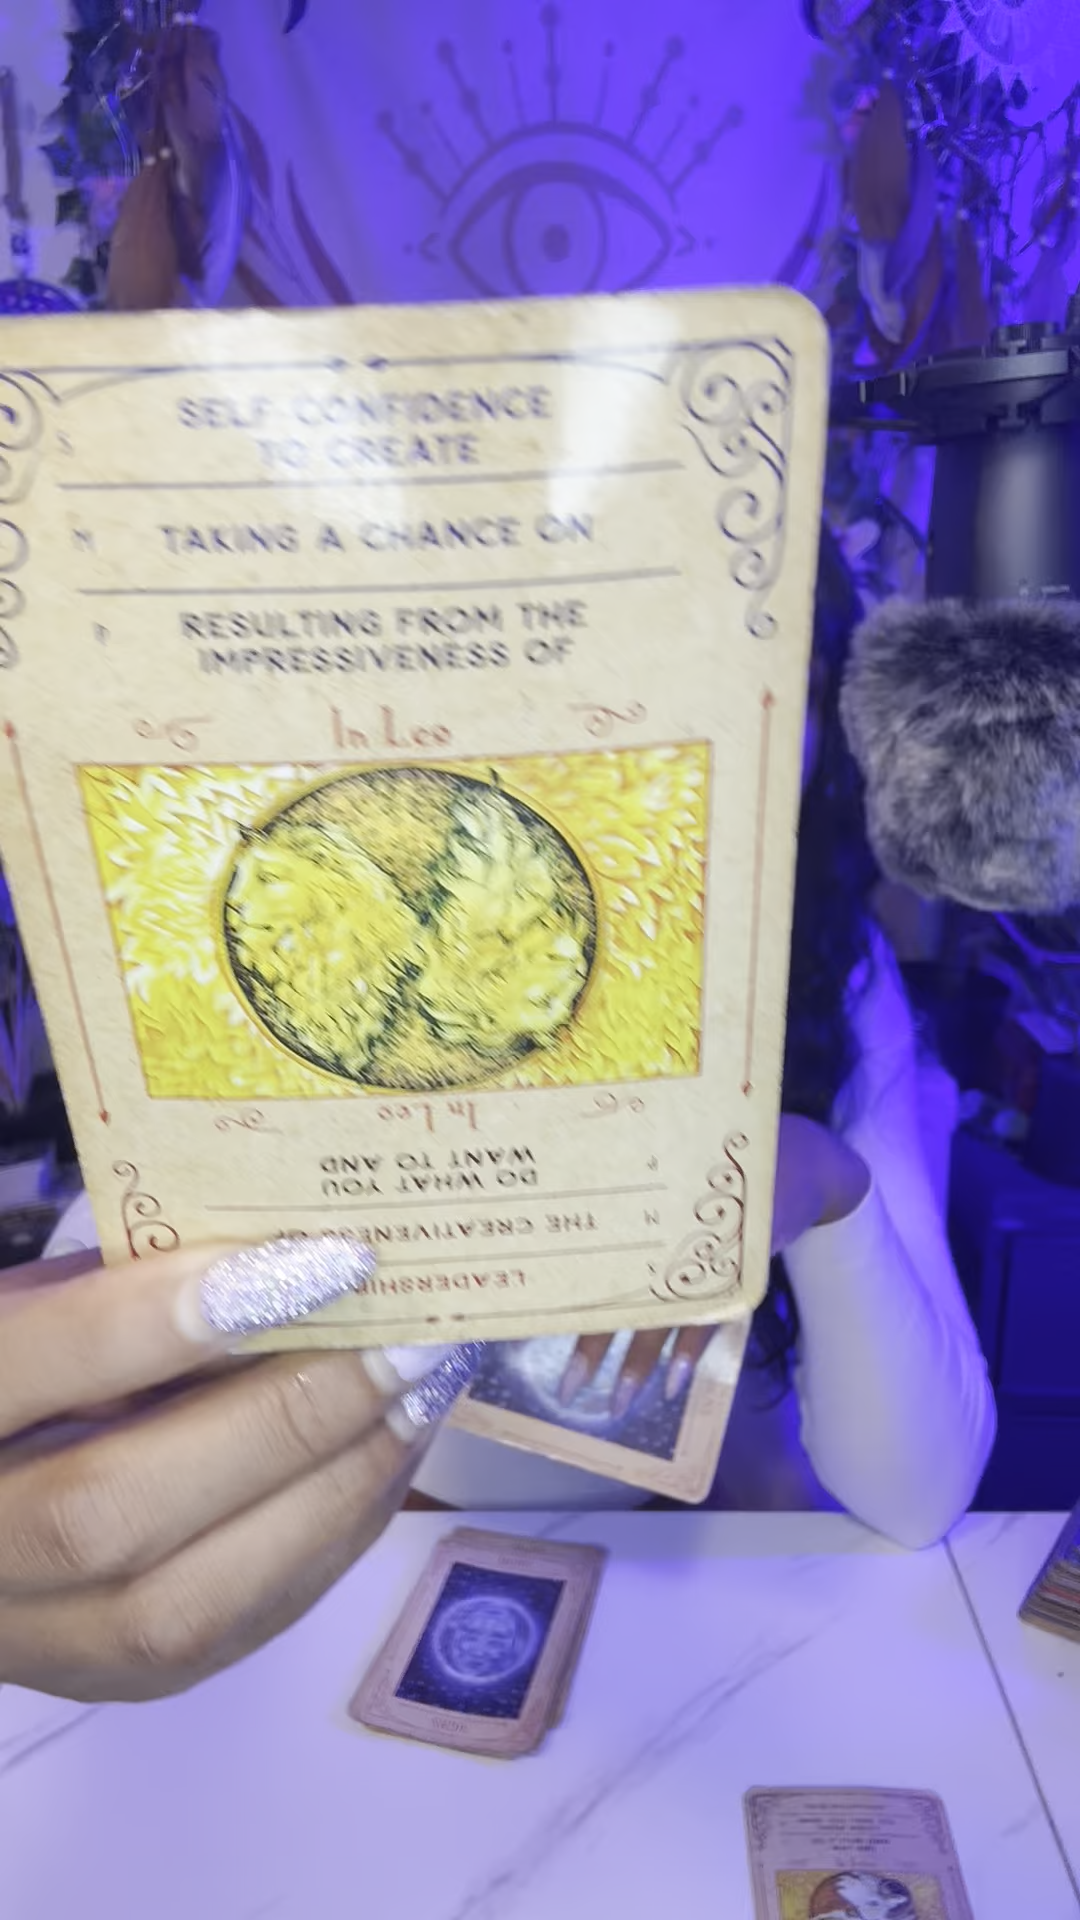 S
SELF CONFIDENCE
TO CREATE
M TAKING A CHANCE ON
P
RESULTING FROM THE
IMPRESSIVENESS OF
In Leo
In Leo
P
DO WHAT YOU
WANT TO AND
M THE CREATIVENESS OF
LEADERSHIP